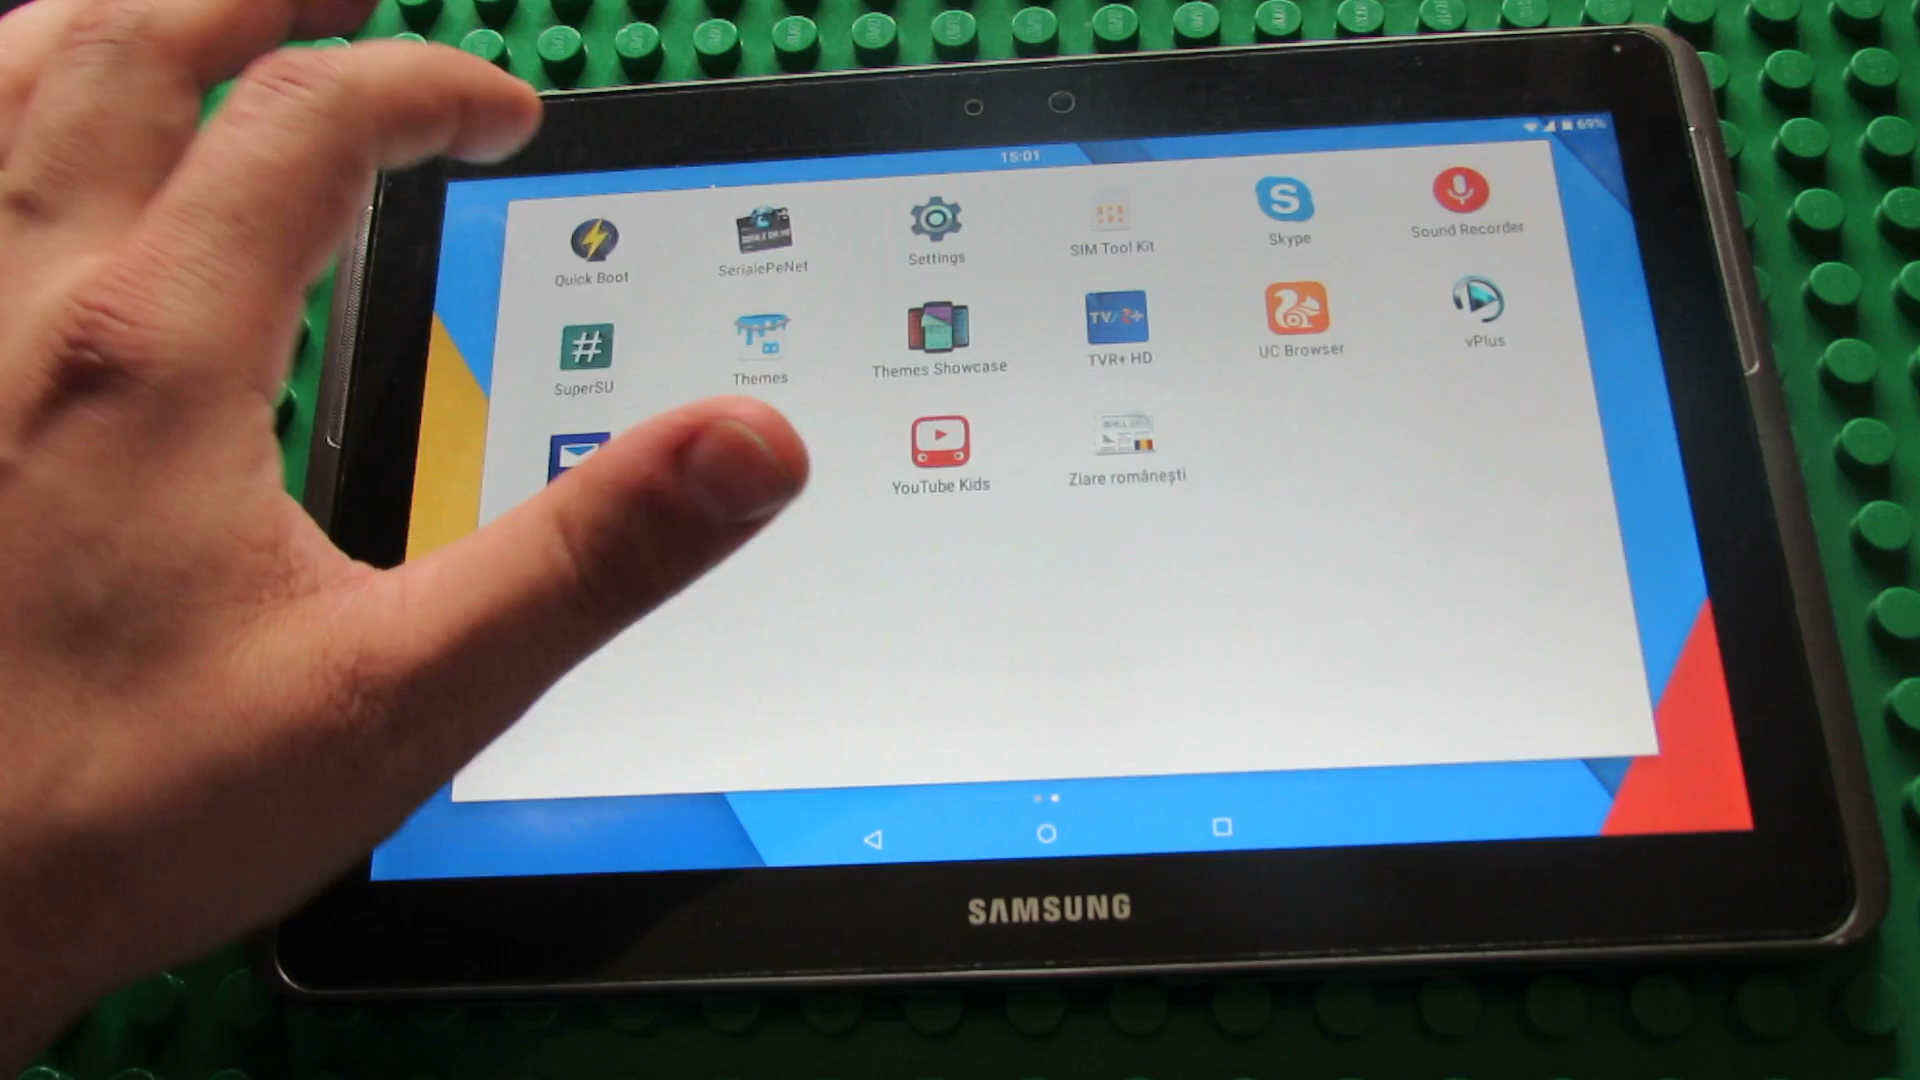 15:01
69%
Quick Boot
SerialePeNet
Settings
SIM Tool Kit
Skype
Sound Recorder
SuperSU
Themes
Themes Showcase
TVR+ HD
UC Browser
vPlus
YouTube Kids
Ziare românești
SAMSUNG